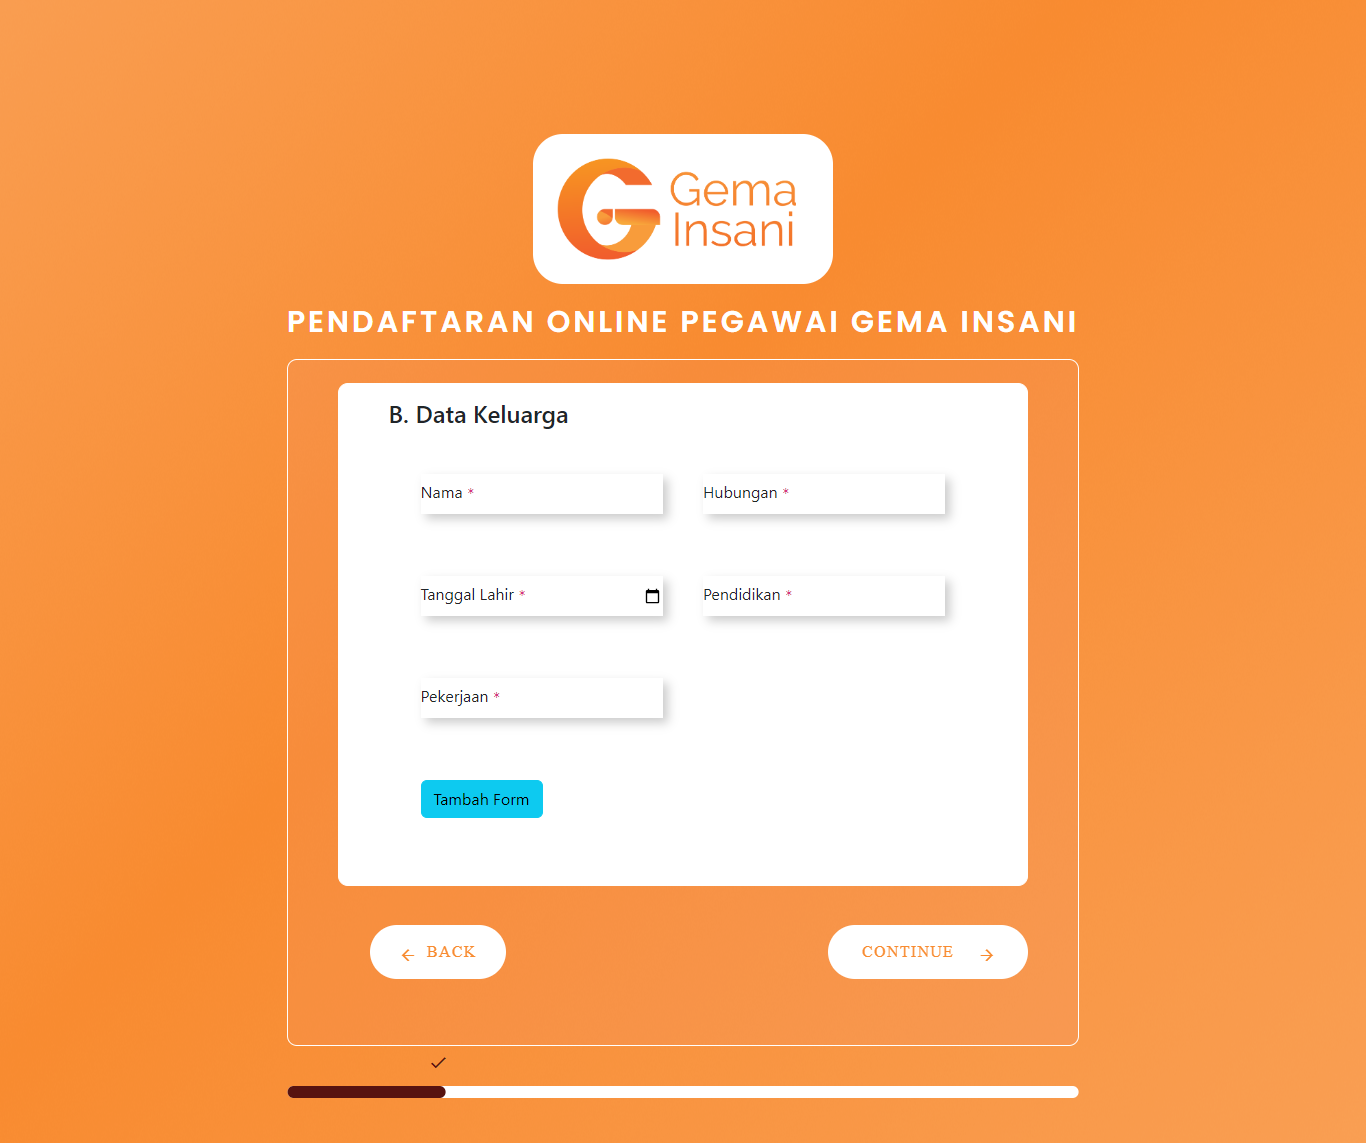 Gema
Insani
PENDAFTARAN ONLINE PEGAWAI GEMA INSANI
B. Data Keluarga
Nama *
Hubungan *
Tanggal Lahir *
Pendidikan *
Pekerjaan *
Tambah Form
BACK
CONTINUE